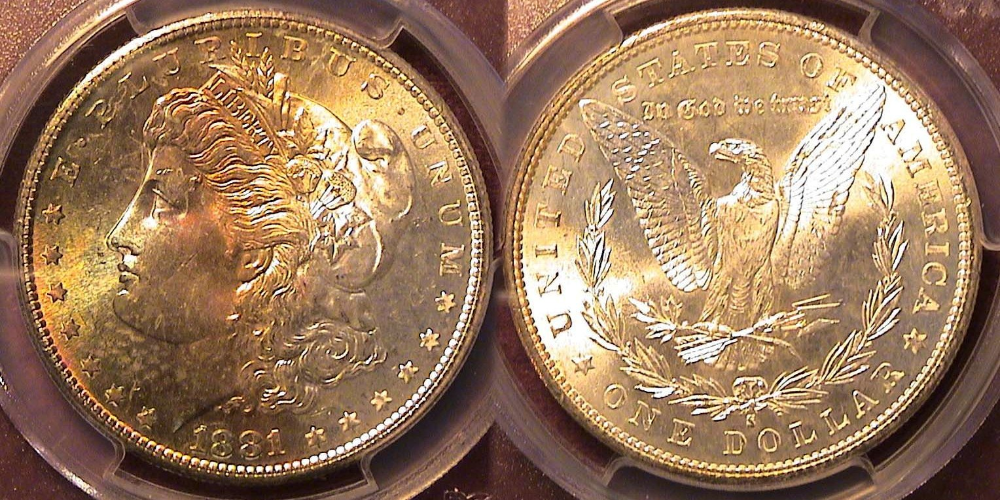 E·PLURIBUS·UNUM
LIBERTY
1881
UNITED STATES OF AMERICA
In God we trust
S
ONE DOLLAR